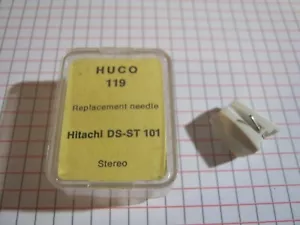 HUCO
119
Replacement needle
Hitachi DS-ST 101
Stereo